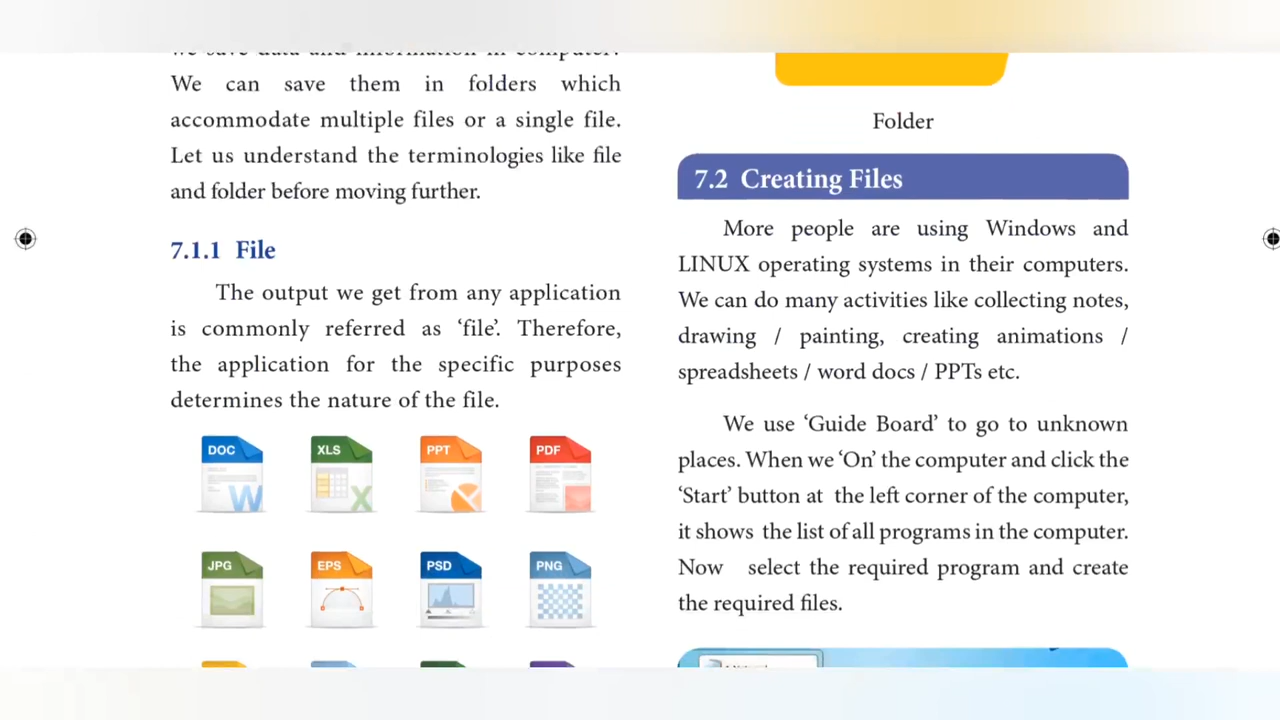 we save data and information in computer.
We can save them in folders which
accommodate multiple files or a single file.
Let us understand the terminologies like file
and folder before moving further.
7.1.1 File
The output we get from any application
is commonly referred as ‘file’. Therefore,
the application for the specific purposes
determines the nature of the file.
DOC XLS PPT PDF
JPG EPS PSD PNG
Folder
7.2 Creating Files
More people are using Windows and
LINUX operating systems in their computers.
We can do many activities like collecting notes,
drawing / painting, creating animations /
spreadsheets / word docs / PPTs etc.
We use ‘Guide Board’ to go to unknown
places. When we ‘On’ the computer and click the
‘Start’ button at the left corner of the computer,
it shows the list of all programs in the computer.
Now select the required program and create
the required files.